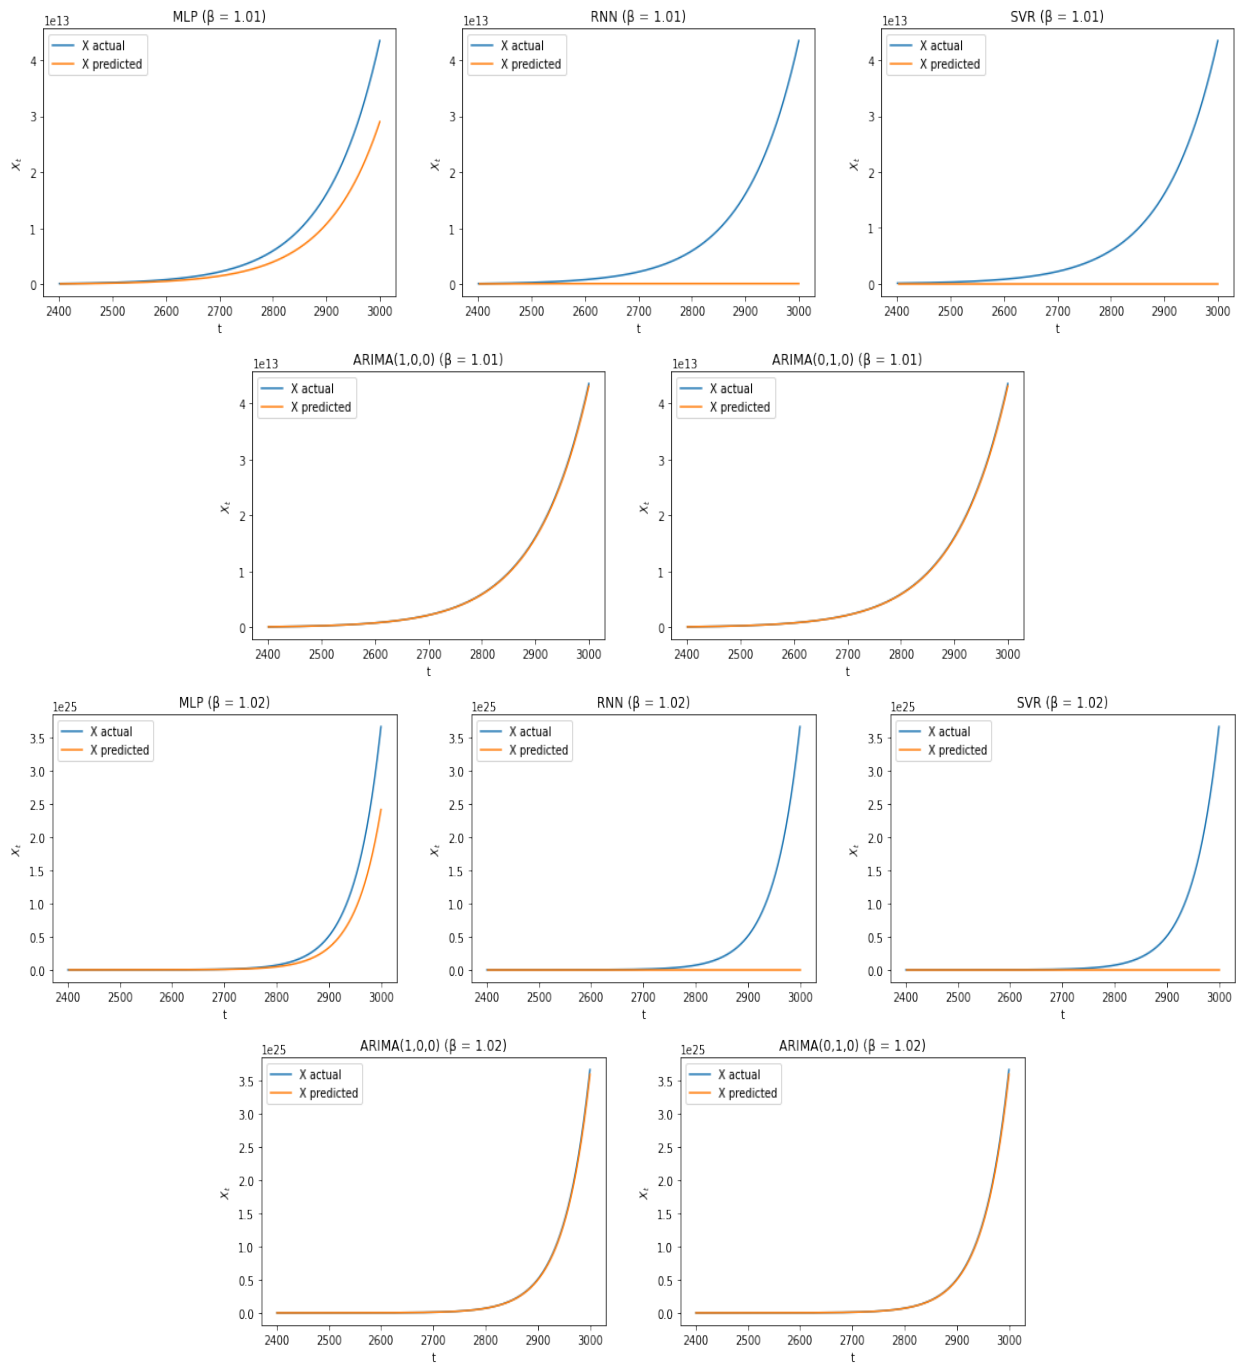 MLP (β = 1.01)
1e13
X actual
X predicted
4
3
2
1
0
X_t
2400 2500 2600 2700 2800 2900 3000
t
RNN (β = 1.01)
1e13
X actual
X predicted
4
3
2
1
0
X_t
2400 2500 2600 2700 2800 2900 3000
t
SVR (β = 1.01)
1e13
X actual
X predicted
4
3
2
1
0
X_t
2400 2500 2600 2700 2800 2900 3000
t
ARIMA(1,0,0) (β = 1.01)
1e13
X actual
X predicted
4
3
2
1
0
X_t
2400 2500 2600 2700 2800 2900 3000
t
ARIMA(0,1,0) (β = 1.01)
1e13
X actual
X predicted
4
3
2
1
0
X_t
2400 2500 2600 2700 2800 2900 3000
t
MLP (β = 1.02)
1e25
X actual
X predicted
3.5
3.0
2.5
2.0
1.5
1.0
0.5
0.0
X_t
2400 2500 2600 2700 2800 2900 3000
t
RNN (β = 1.02)
1e25
X actual
X predicted
3.5
3.0
2.5
2.0
1.5
1.0
0.5
0.0
X_t
2400 2500 2600 2700 2800 2900 3000
t
SVR (β = 1.02)
1e25
X actual
X predicted
3.5
3.0
2.5
2.0
1.5
1.0
0.5
0.0
X_t
2400 2500 2600 2700 2800 2900 3000
t
ARIMA(1,0,0) (β = 1.02)
1e25
X actual
X predicted
3.5
3.0
2.5
2.0
1.5
1.0
0.5
0.0
X_t
2400 2500 2600 2700 2800 2900 3000
t
ARIMA(0,1,0) (β = 1.02)
1e25
X actual
X predicted
3.5
3.0
2.5
2.0
1.5
1.0
0.5
0.0
X_t
2400 2500 2600 2700 2800 2900 3000
t